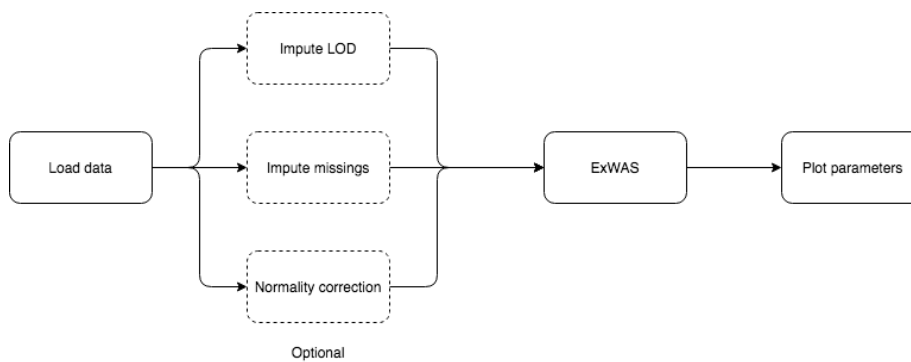 Impute LOD
Load data
Impute missings
ExWAS
Plot parameters
Normality correction
Optional